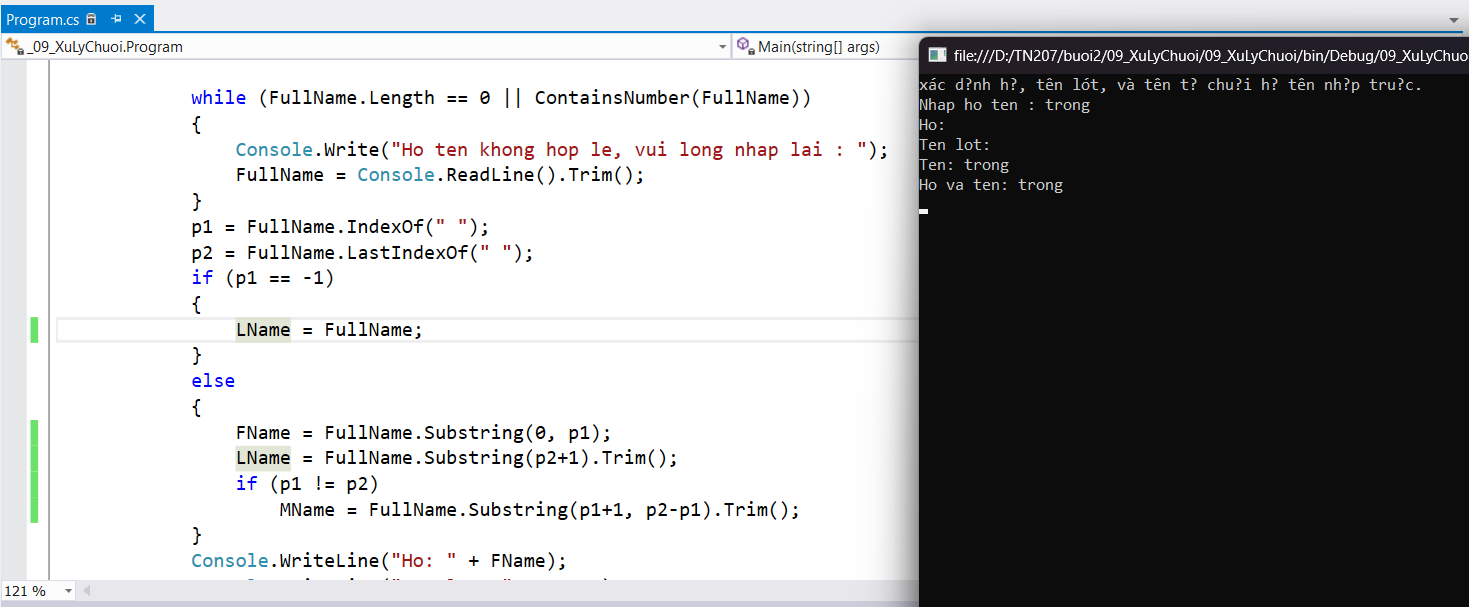 Program.cs
_09_XuLyChuoi.Program
Main(string[] args)
while (FullName.Length == 0 || ContainsNumber(FullName))
{
Console.Write("Ho ten khong hop le, vui long nhap lai : ");
FullName = Console.ReadLine().Trim();
}
p1 = FullName.IndexOf(" ");
p2 = FullName.LastIndexOf(" ");
if (p1 == -1)
{
LName = FullName;
}
else
{
FName = FullName.Substring(0, p1);
LName = FullName.Substring(p2+1).Trim();
if (p1 != p2)
MName = FullName.Substring(p1+1, p2-p1).Trim();
}
Console.WriteLine("Ho: " + FName);
121 %
file:///D:/TN207/buoi2/09_XuLyChuoi/09_XuLyChuoi/bin/Debug/09_XuLyChuo
xác d?nh h?, tên lót, và tên t? chu?i h? tên nh?p tru?c.
Nhap ho ten : trong
Ho:
Ten lot:
Ten: trong
Ho va ten: trong